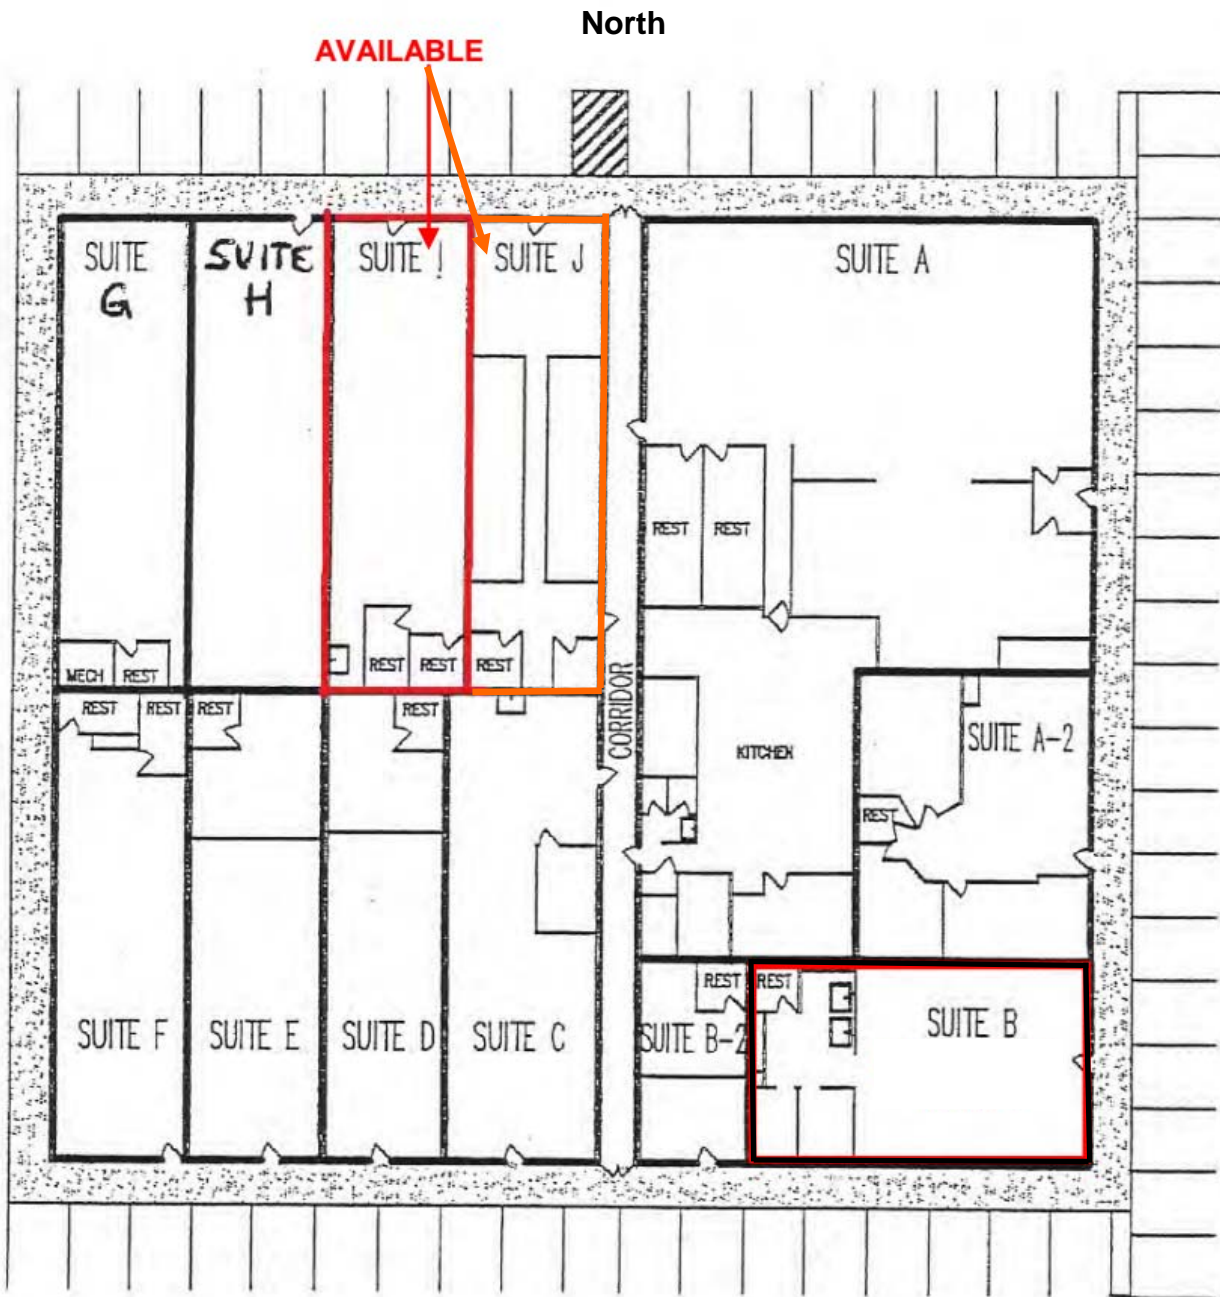 North
AVAILABLE
SUITE G
SUITE H
SUITE I
SUITE J
SUITE A
REST
REST
MECH
REST
REST
REST
REST
REST
REST
REST
REST
CORRIDOR
KITCHEN
SUITE A-2
REST
REST
REST
SUITE F
SUITE E
SUITE D
SUITE C
SUITE B-2
SUITE B